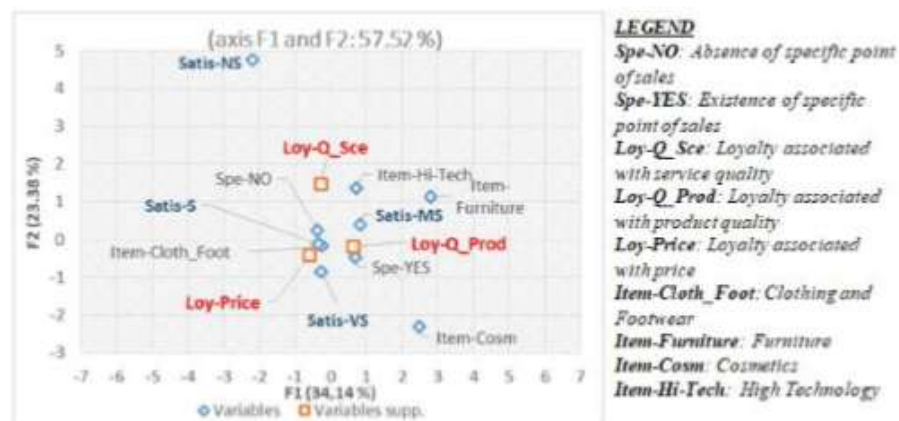 (axis F1 and F2: 57.52 %)
5
4
3
2
1
0
-1
-2
-3
F2 (23.38 %)
Satis-NS
Loy-Q_Sce
Item-Hi-Tech
Spe-NO
Item-
Furniture
Satis-S
Satis-MS
Item-Cloth_Foot
Loy-Q_Prod
Spe-YES
Loy-Price
Satis-VS
Item-Cosm
-7 -6 -5 -4 -3 -2 -1 0 1 2 3 4 5 6 7
F1 (34,14 %)
Variables Variables supp.
LEGEND
Spe-NO: Absence of specific point
of sales
Spe-YES: Existence of specific
point of sales
Loy-Q_Sce: Loyalty associated
with service quality
Loy-Q_Prod: Loyalty associated
with product quality
Loy-Price: Loyalty associated
with price
Item-Cloth_Foot: Clothing and
Footwear
Item-Furniture: Furniture
Item-Cosm: Cosmetics
Item-Hi-Tech: High Technology